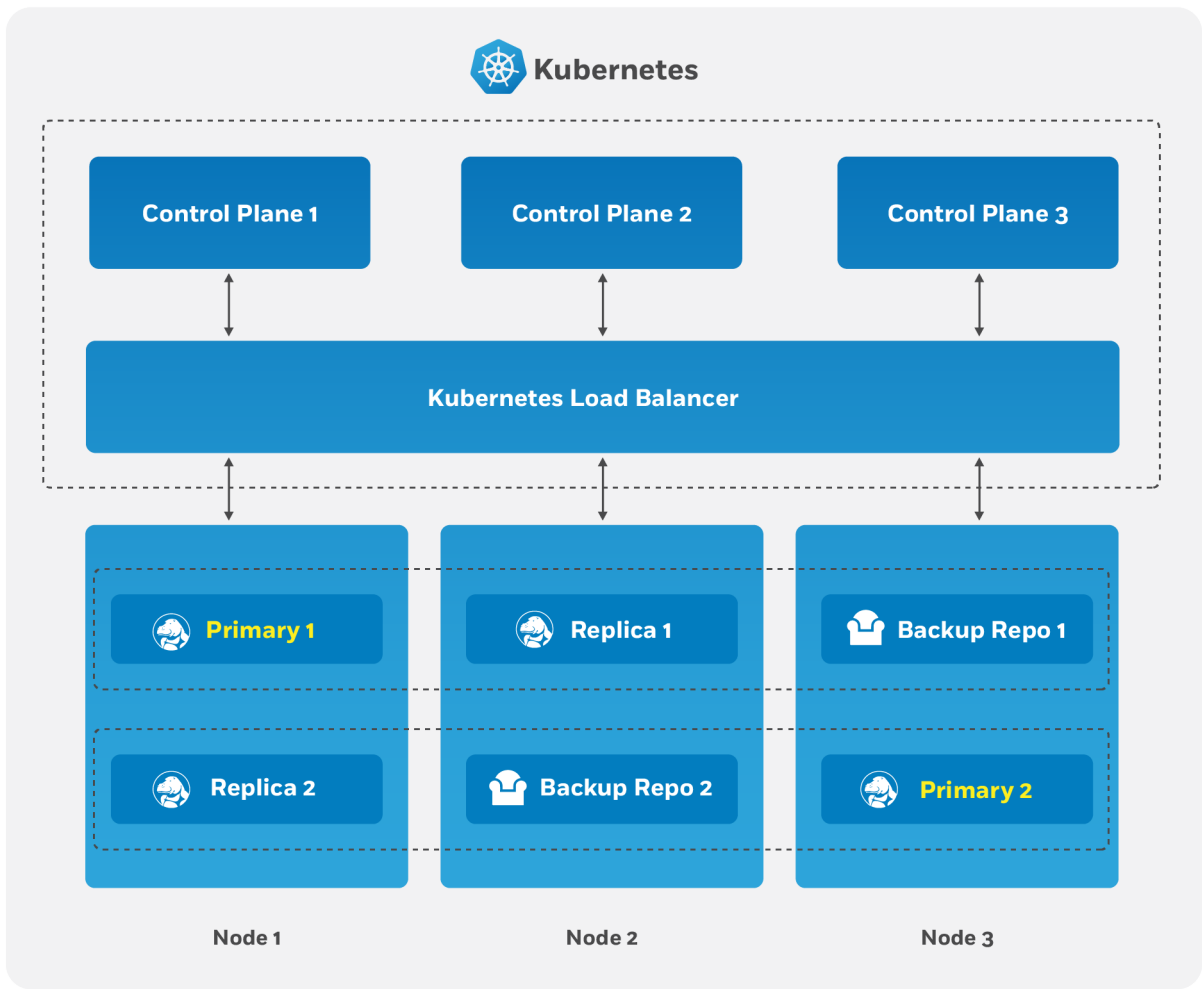 Kubernetes
Control Plane 1
Control Plane 2
Control Plane 3
Kubernetes Load Balancer
Primary 1
Replica 1
Backup Repo 1
Replica 2
Backup Repo 2
Primary 2
Node 1
Node 2
Node 3